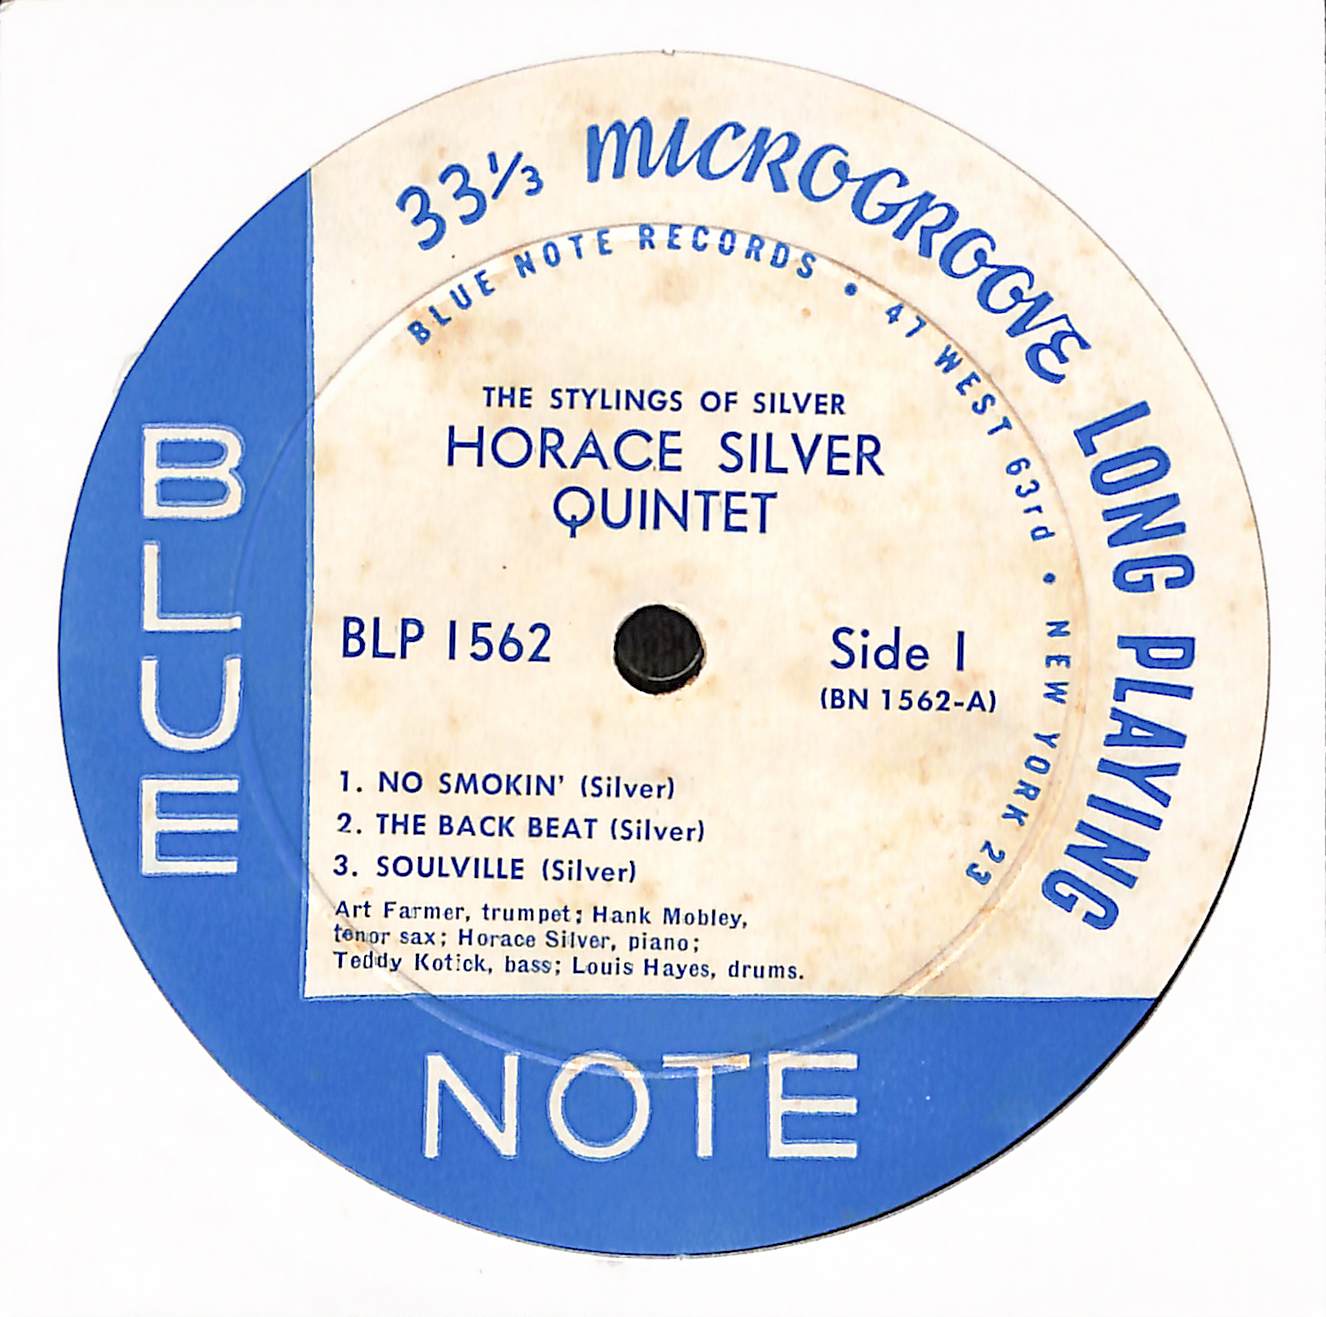 33⅓ MICROGROOVE LONG PLAYING
BLUE NOTE RECORDS • 47 WEST 63rd • NEW YORK 23
THE STYLINGS OF SILVER
HORACE SILVER
QUINTET
BLP 1562
Side 1
(BN 1562-A)
1. NO SMOKIN' (Silver)
2. THE BACK BEAT (Silver)
3. SOULVILLE (Silver)
Art Farmer, trumpet; Hank Mobley,
tenor sax; Horace Silver, piano;
Teddy Kotick, bass; Louis Hayes, drums.
BLUE
NOTE